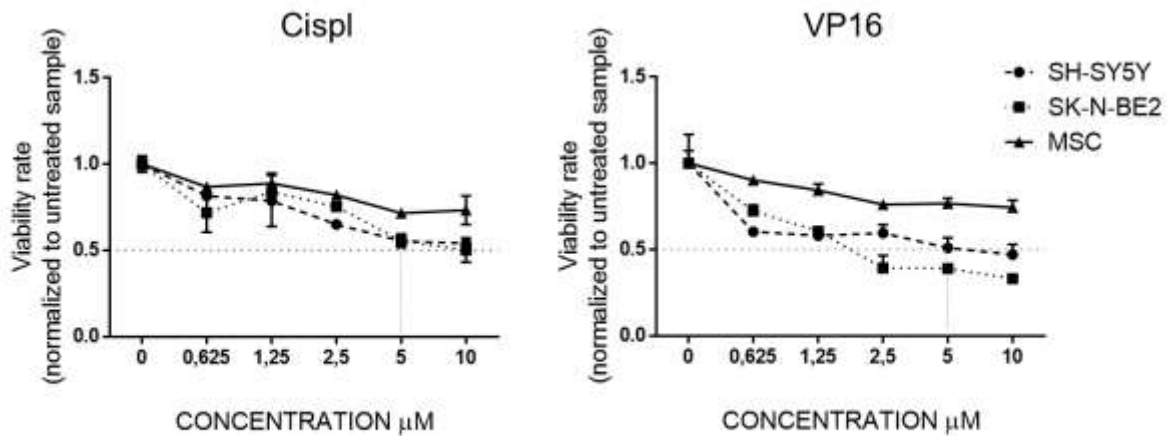 Cispl
Viability rate
(normalized to untreated sample)
1.5
1.0
0.5
0.0
0 0,625 1,25 2,5 5 10
CONCENTRATION μM
VP16
Viability rate
(normalized to untreated sample)
1.5
1.0
0.5
0.0
0 0,625 1,25 2,5 5 10
CONCENTRATION μM
SH-SY5Y
SK-N-BE2
MSC